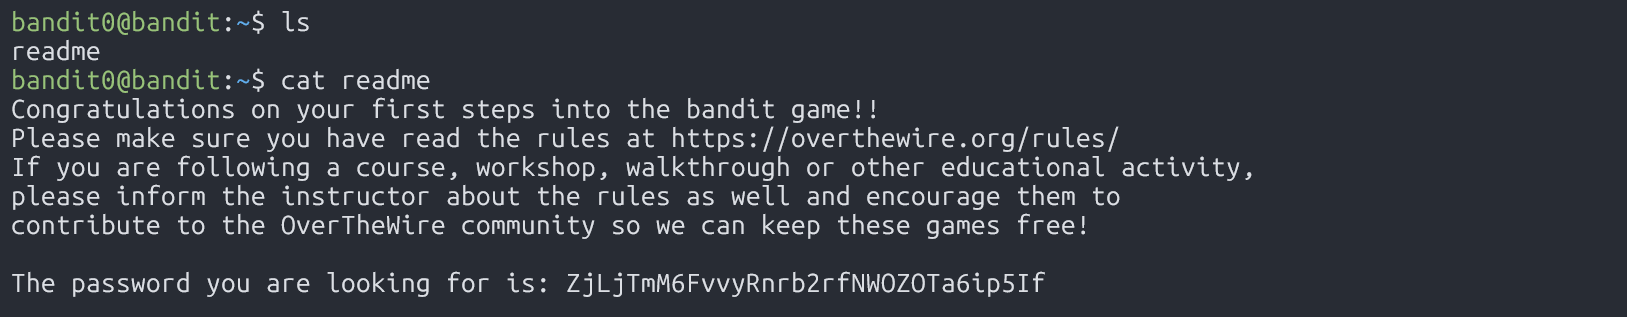 bandit0@bandit:~$ ls
readme
bandit0@bandit:~$ cat readme
Congratulations on your first steps into the bandit game!!
Please make sure you have read the rules at https://overthewire.org/rules/
If you are following a course, workshop, walkthrough or other educational activity,
please inform the instructor about the rules as well and encourage them to
contribute to the OverTheWire community so we can keep these games free!

The password you are looking for is: ZjLjTmM6FvvyRnrb2rfNWOZOTa6ip5If